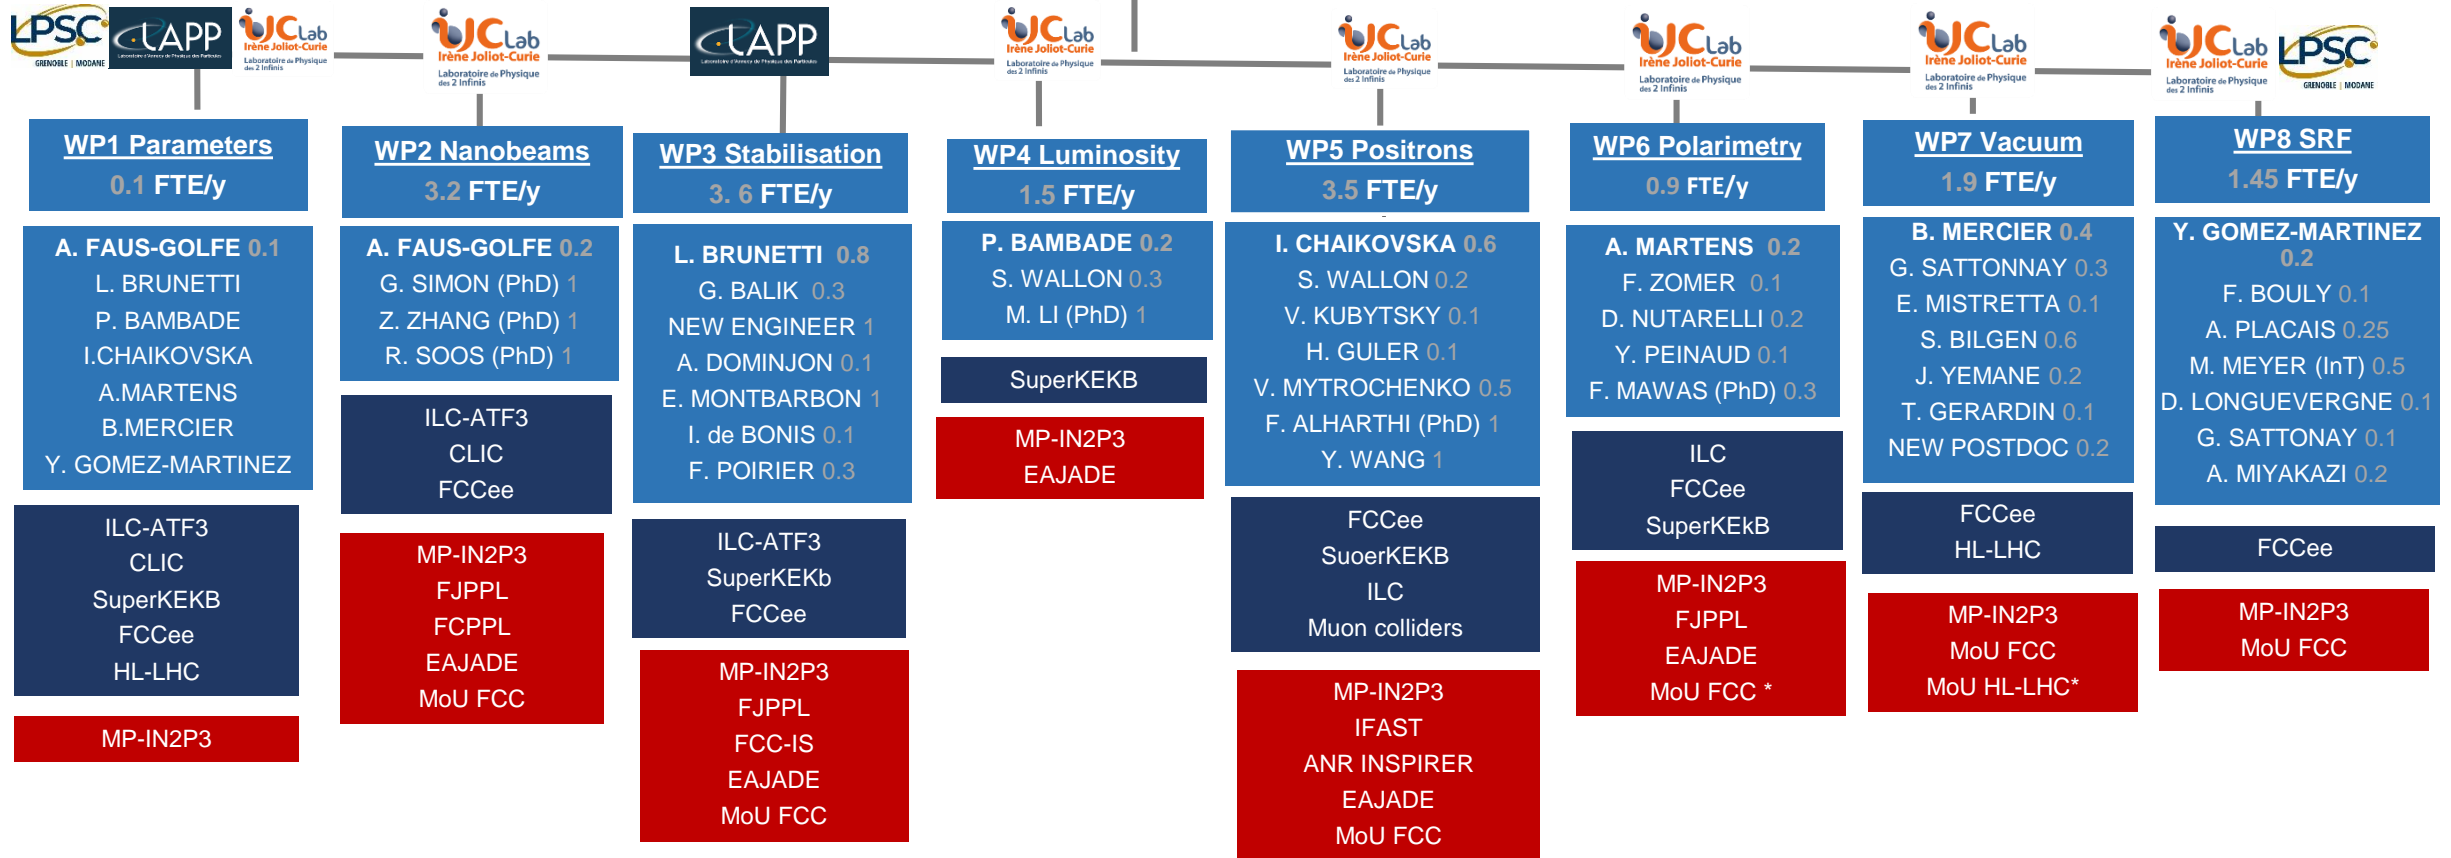 LPSC
GRENOBLE | MODANE
LAPP
Laboratoire d'Annecy de Physique des Particules
IJCLab
Irène Joliot-Curie
Laboratoire de Physique
des 2 Infinis
WP1 Parameters
0.1 FTE/y
A. FAUS-GOLFE 0.1
L. BRUNETTI
P. BAMBADE
I.CHAIKOVSKA
A.MARTENS
B.MERCIER
Y. GOMEZ-MARTINEZ
ILC-ATF3
CLIC
SuperKEKB
FCCee
HL-LHC
MP-IN2P3
IJCLab
Irène Joliot-Curie
Laboratoire de Physique
des 2 Infinis
WP2 Nanobeams
3.2 FTE/y
A. FAUS-GOLFE 0.2
G. SIMON (PhD) 1
Z. ZHANG (PhD) 1
R. SOOS (PhD) 1
ILC-ATF3
CLIC
FCCee
MP-IN2P3
FJPPL
FCPPL
EAJADE
MoU FCC
LAPP
Laboratoire d'Annecy de Physique des Particules
WP3 Stabilisation
3. 6 FTE/y
L. BRUNETTI 0.8
G. BALIK 0.3
NEW ENGINEER 1
A. DOMINJON 0.1
E. MONTBARBON 1
I. de BONIS 0.1
F. POIRIER 0.3
ILC-ATF3
SuperKEKb
FCCee
MP-IN2P3
FJPPL
FCC-IS
EAJADE
MoU FCC
IJCLab
Irène Joliot-Curie
Laboratoire de Physique
des 2 Infinis
WP4 Luminosity
1.5 FTE/y
P. BAMBADE 0.2
S. WALLON 0.3
M. LI (PhD) 1
SuperKEKB
MP-IN2P3
EAJADE
IJCLab
Irène Joliot-Curie
Laboratoire de Physique
des 2 Infinis
WP5 Positrons
3.5 FTE/y
I. CHAIKOVSKA 0.6
S. WALLON 0.2
V. KUBYTSKY 0.1
H. GULER 0.1
V. MYTROCHENKO 0.5
F. ALHARTHI (PhD) 1
Y. WANG 1
FCCee
SuoerKEKB
ILC
Muon colliders
MP-IN2P3
IFAST
ANR INSPIRER
EAJADE
MoU FCC
IJCLab
Irène Joliot-Curie
Laboratoire de Physique
des 2 Infinis
WP6 Polarimetry
0.9 FTE/y
A. MARTENS 0.2
F. ZOMER 0.1
D. NUTARELLI 0.2
Y. PEINAUD 0.1
F. MAWAS (PhD) 0.3
ILC
FCCee
SuperKEkB
MP-IN2P3
FJPPL
EAJADE
MoU FCC *
IJCLab
Irène Joliot-Curie
Laboratoire de Physique
des 2 Infinis
WP7 Vacuum
1.9 FTE/y
B. MERCIER 0.4
G. SATTONNAY 0.3
E. MISTRETTA 0.1
S. BILGEN 0.6
J. YEMANE 0.2
T. GERARDIN 0.1
NEW POSTDOC 0.2
FCCee
HL-LHC
MP-IN2P3
MoU FCC
MoU HL-LHC*
IJCLab
Irène Joliot-Curie
Laboratoire de Physique
des 2 Infinis
LPSC
GRENOBLE | MODANE
WP8 SRF
1.45 FTE/y
Y. GOMEZ-MARTINEZ
0.2
F. BOULY 0.1
A. PLACAIS 0.25
M. MEYER (InT) 0.5
D. LONGUEVERGNE 0.1
G. SATTONAY 0.1
A. MIYAKAZI 0.2
FCCee
MP-IN2P3
MoU FCC